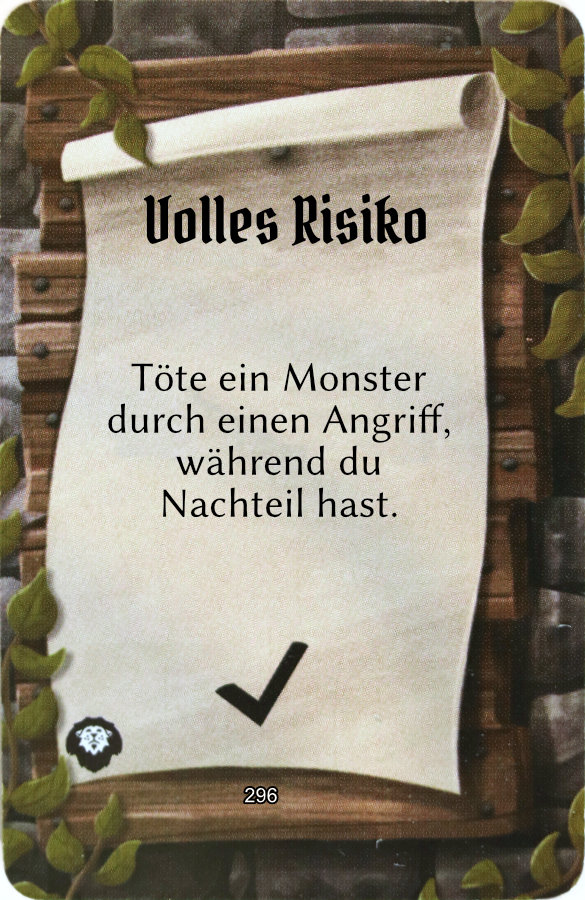 Volles Risiko
Töte ein Monster
durch einen Angriff,
während du
Nachteil hast.
296